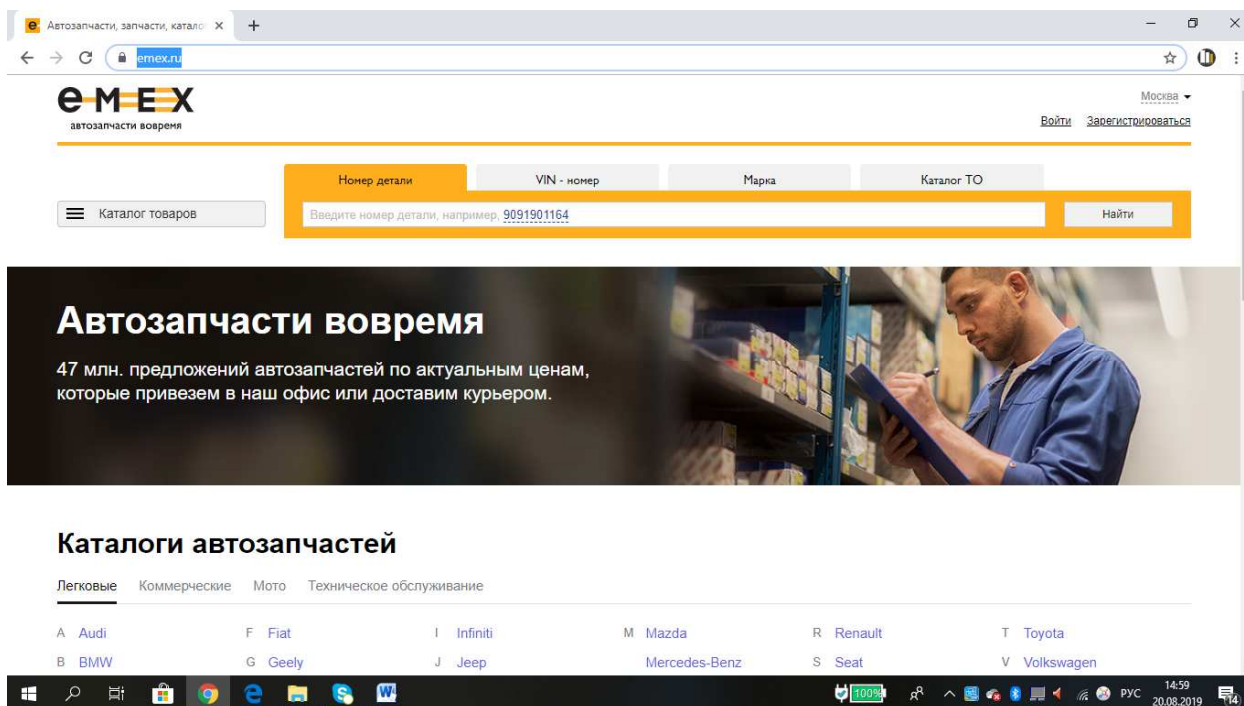 Автозапчасти, запчасти, катало
emex.ru
e-MEX
автозапчасти вовремя
Москва
Войти Зарегистрироваться
Номер детали VIN - номер Марка Каталог ТО
Каталог товаров Введите номер детали, например, 9091901164 Найти
Автозапчасти вовремя
47 млн. предложений автозапчастей по актуальным ценам,
которые привезем в наш офис или доставим курьером.
Каталоги автозапчастей
Легковые Коммерческие Мото Техническое обслуживание
A Audi F Fiat I Infiniti M Mazda R Renault T Toyota
B BMW G Geely J Jeep Mercedes-Benz S Seat V Volkswagen
100% РУС 14:59
20.08.2019 14